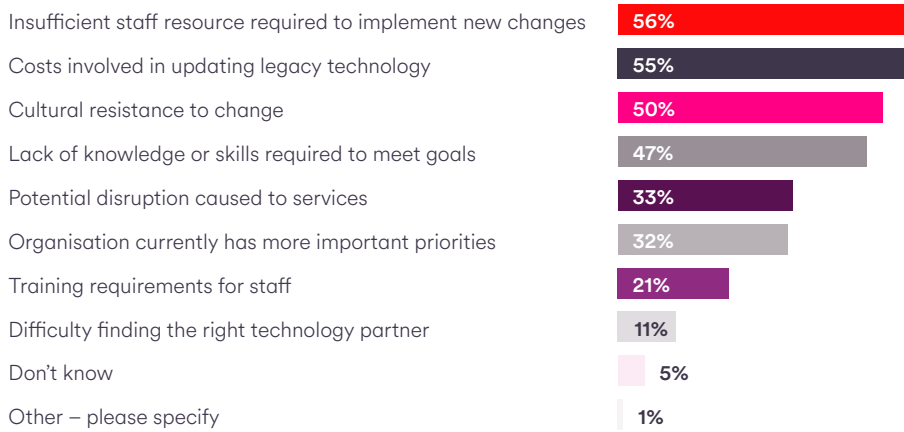 Insufficient staff resource required to implement new changes 56%
Costs involved in updating legacy technology 55%
Cultural resistance to change 50%
Lack of knowledge or skills required to meet goals 47%
Potential disruption caused to services 33%
Organisation currently has more important priorities 32%
Training requirements for staff 21%
Difficulty finding the right technology partner 11%
Don’t know 5%
Other – please specify 1%